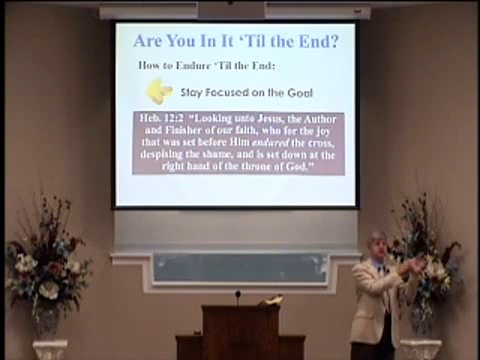 Are You In It ‘Til the End?
How to Endure ‘Til the End:
Stay Focused on the Goal
Heb. 12:2 “Looking unto Jesus, the Author
and Finisher of our faith, who for the joy
that was set before Him endured the cross,
despising the shame, and is set down at the
right hand of the throne of God.”